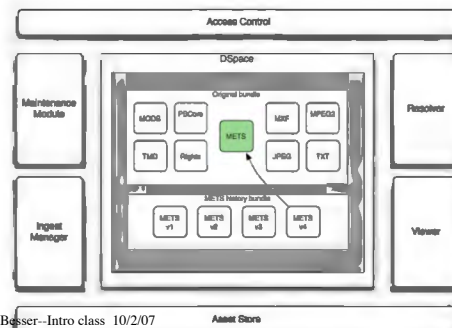 Access Control
DSpace
Maintenance
Module
Original bundle
MODS
PBCore
METS
MXF
MPEG2
TMD
Rights
JPEG
TXT
Resolver
METS history bundle
METS
v1
METS
v2
METS
v3
METS
v4
Ingest
Manager
Viewer
Asset Store
Besser--Intro class 10/2/07